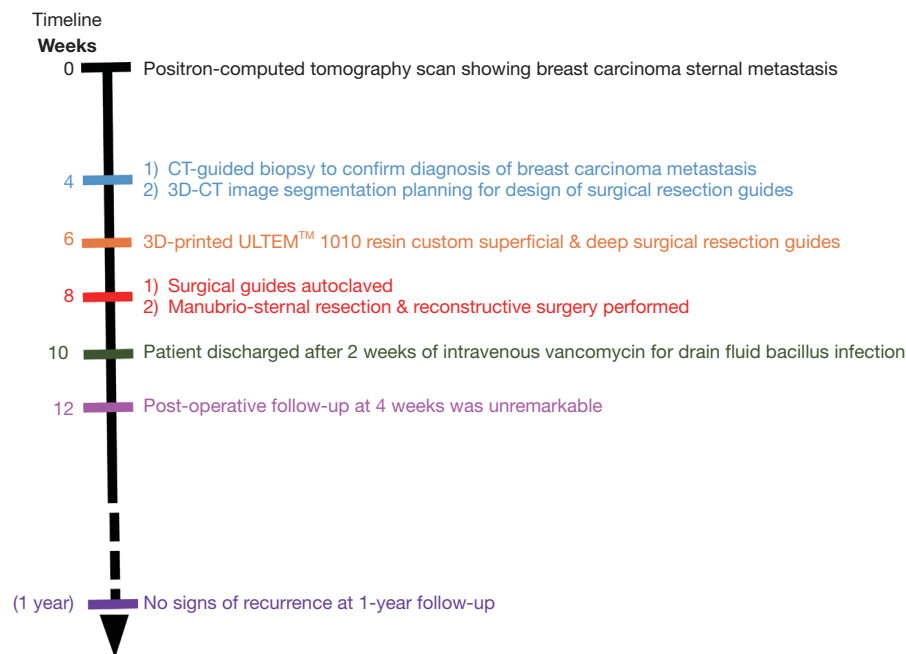 Timeline
Weeks
0 Positron-computed tomography scan showing breast carcinoma sternal metastasis
1) CT-guided biopsy to confirm diagnosis of breast carcinoma metastasis
4
2) 3D-CT image segmentation planning for design of surgical resection guides
6 3D-printed ULTEM™ 1010 resin custom superficial & deep surgical resection guides
1) Surgical guides autoclaved
8
2) Manubrio-sternal resection & reconstructive surgery performed
10 Patient discharged after 2 weeks of intravenous vancomycin for drain fluid bacillus infection
12 Post-operative follow-up at 4 weeks was unremarkable
(1 year) No signs of recurrence at 1-year follow-up